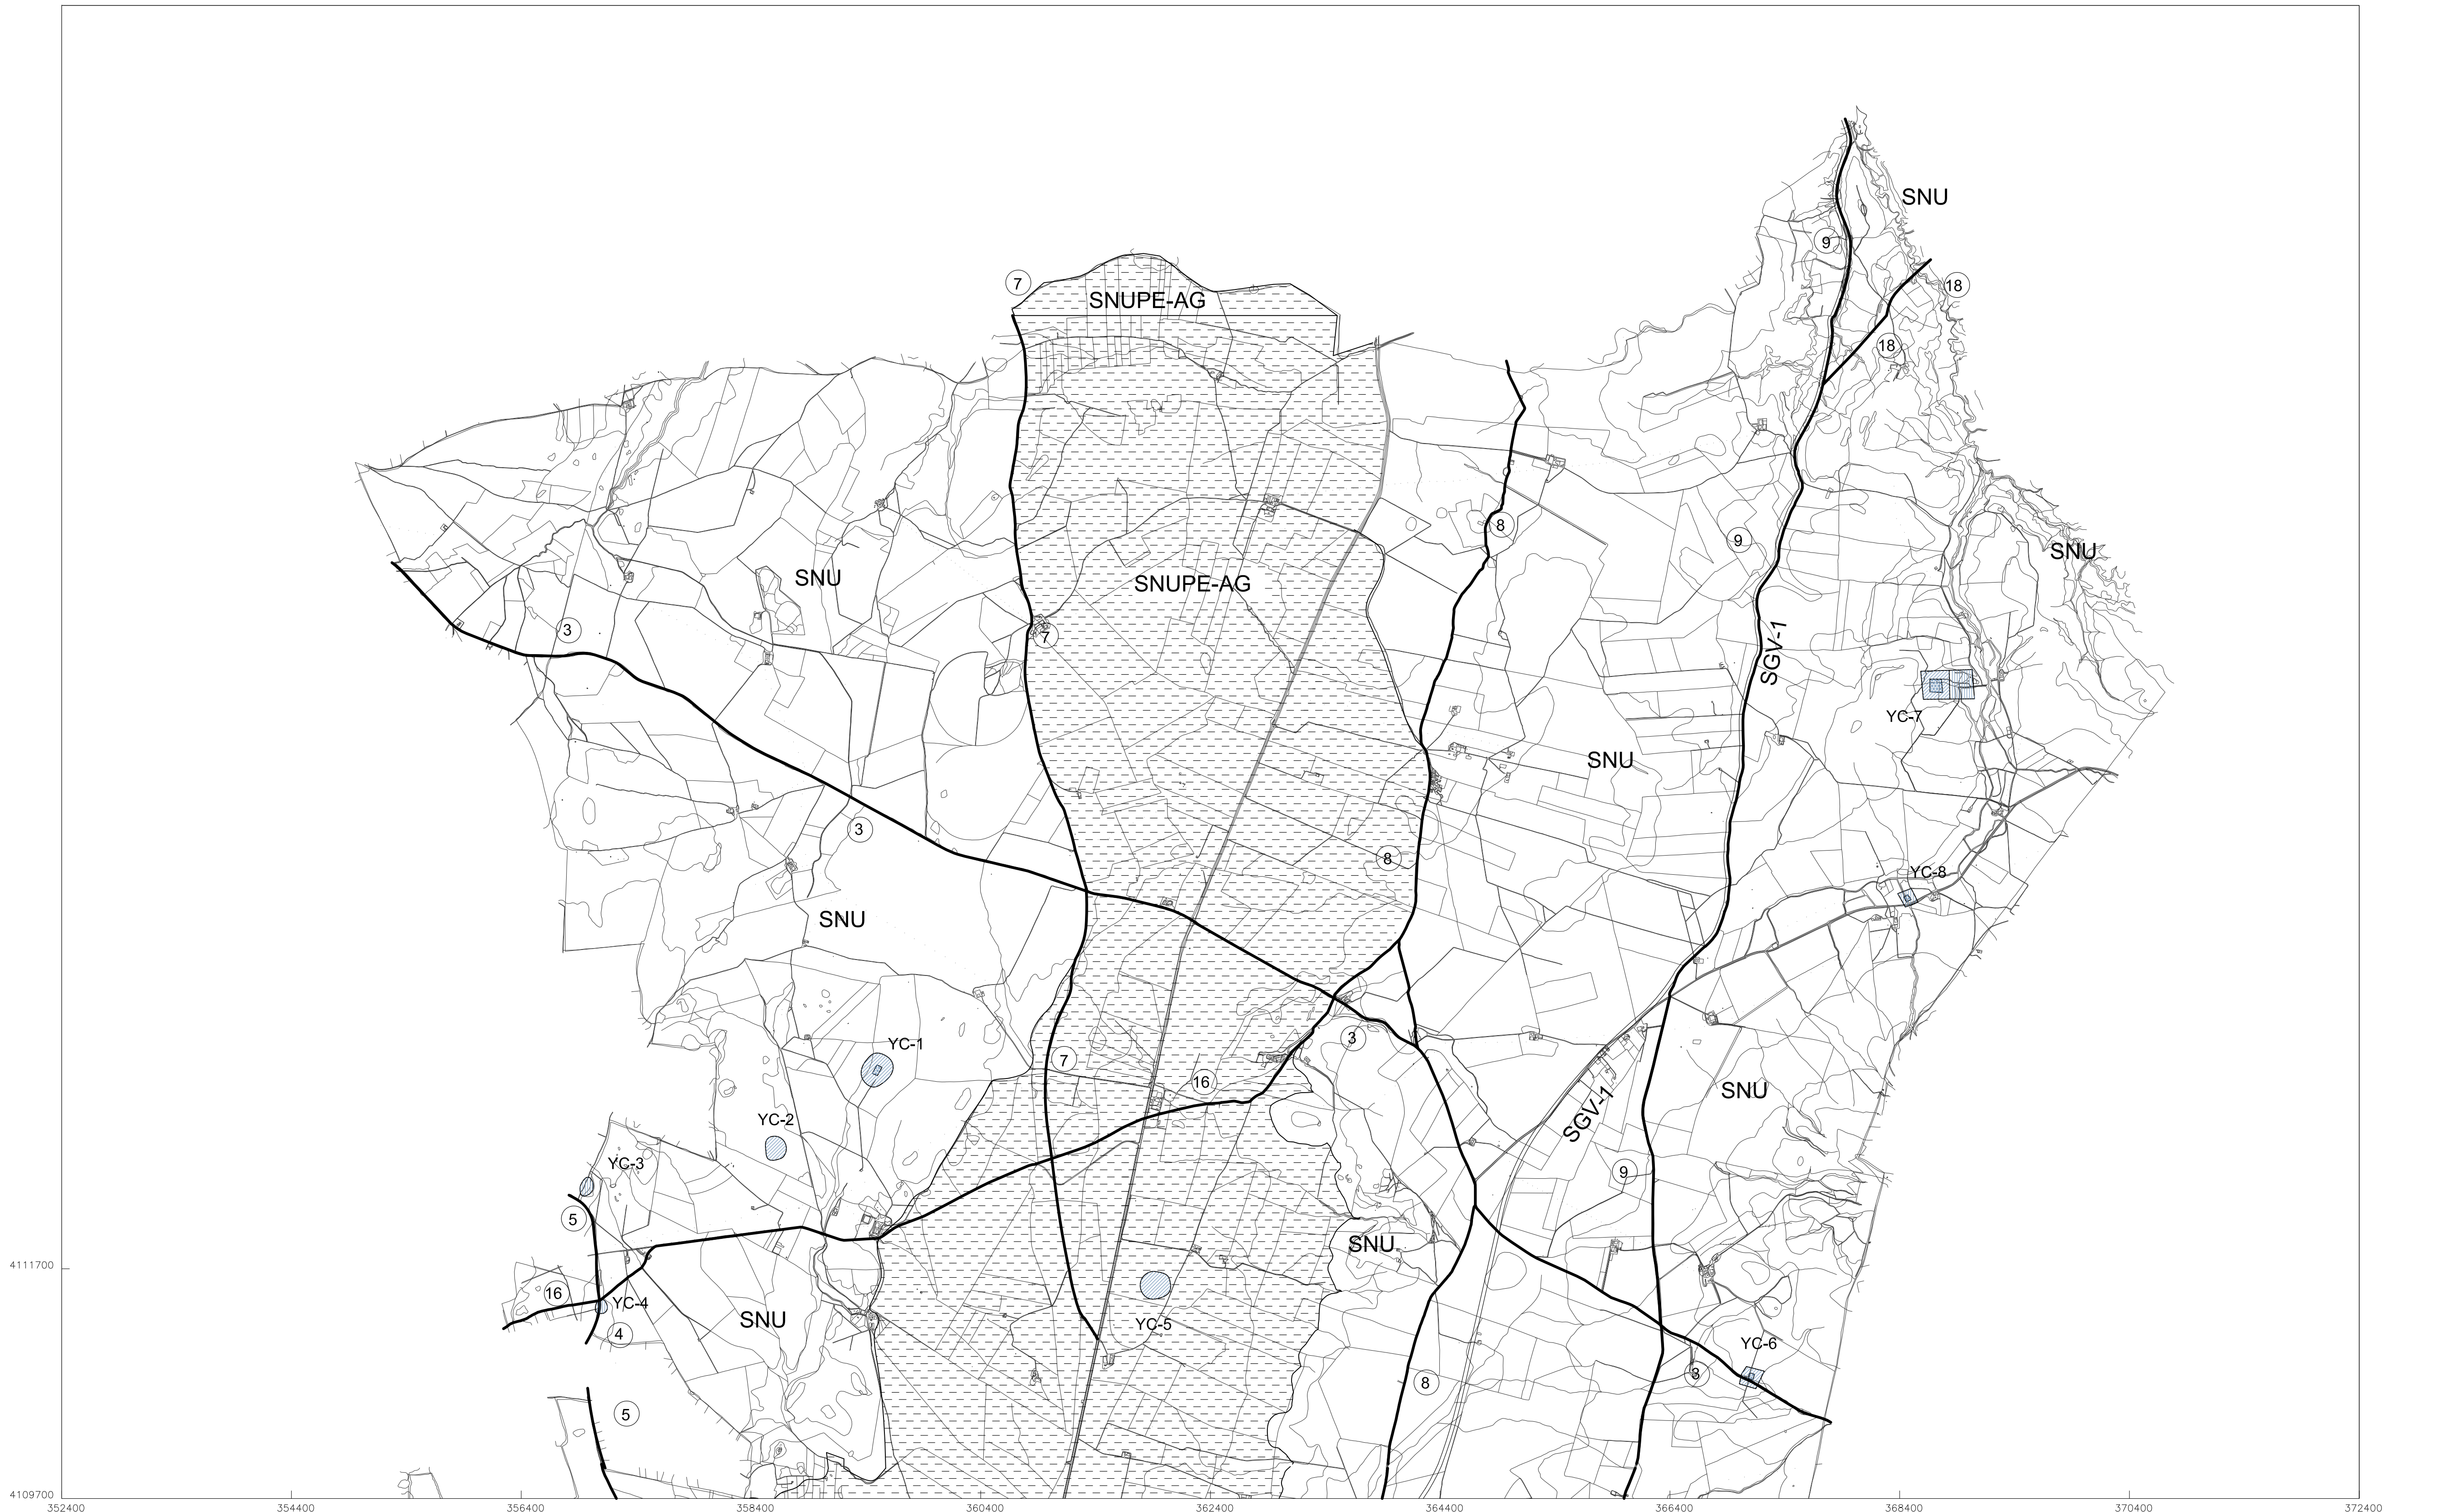 SNU
9
7
18
SNUPE-AG
18
8
9
SNU
SNU
SNUPE-AG
3
7
SGV-1
YC-7
SNU
3
8
YC-8
SNU
3
YC-1
7
16
SNU
SGV-1
YC-2
YC-3
9
5
SNU
4111700
16
YC-4
SNU
YC-5
4
YC-6
3
8
5
4109700
352400
354400
356400
358400
360400
362400
364400
366400
368400
370400
372400